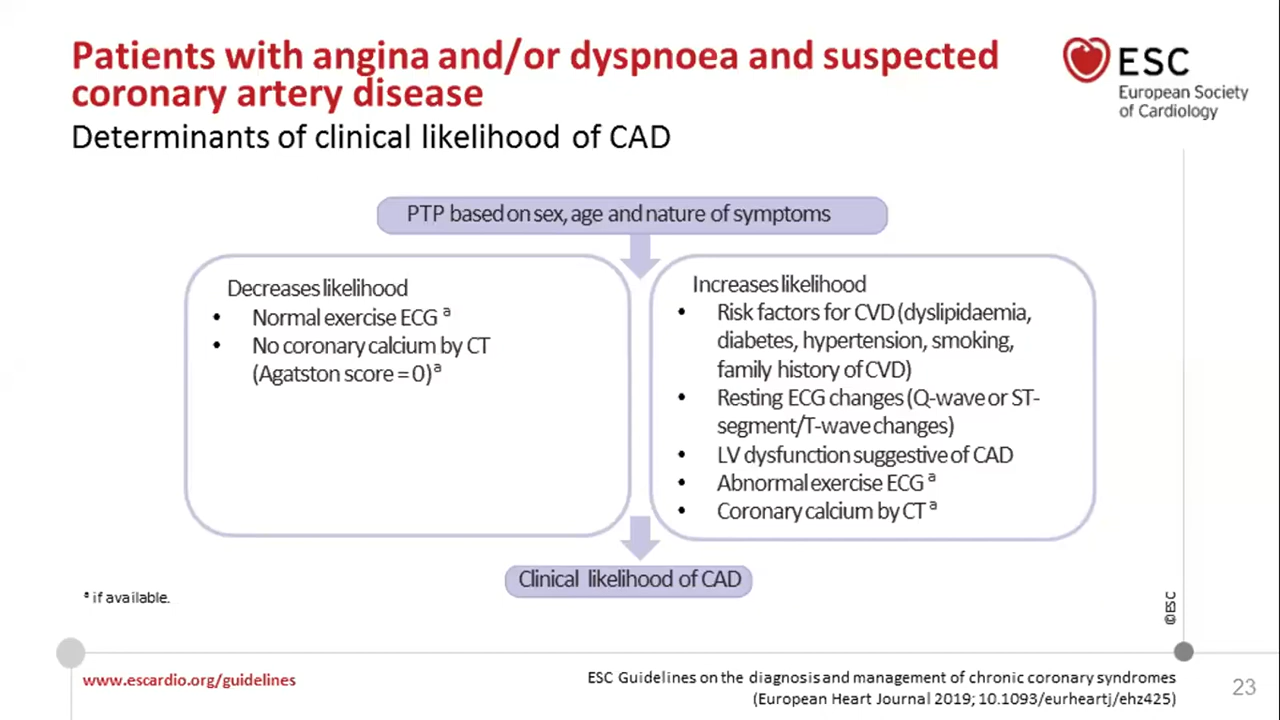 Patients with angina and/or dyspnoea and suspected
coronary artery disease
Determinants of clinical likelihood of CAD
ESC
European Society
of Cardiology
PTP based on sex, age and nature of symptoms
Decreases likelihood
• Normal exercise ECG ᵃ
• No coronary calcium by CT
(Agatston score = 0)ᵃ
Increases likelihood
• Risk factors for CVD (dyslipidaemia,
diabetes, hypertension, smoking,
family history of CVD)
• Resting ECG changes (Q-wave or ST-
segment/T-wave changes)
• LV dysfunction suggestive of CAD
• Abnormal exercise ECG ᵃ
• Coronary calcium by CT ᵃ
Clinical likelihood of CAD
ᵃ if available.
©ESC
www.escardio.org/guidelines
ESC Guidelines on the diagnosis and management of chronic coronary syndromes
(European Heart Journal 2019; 10.1093/eurheartj/ehz425)
23